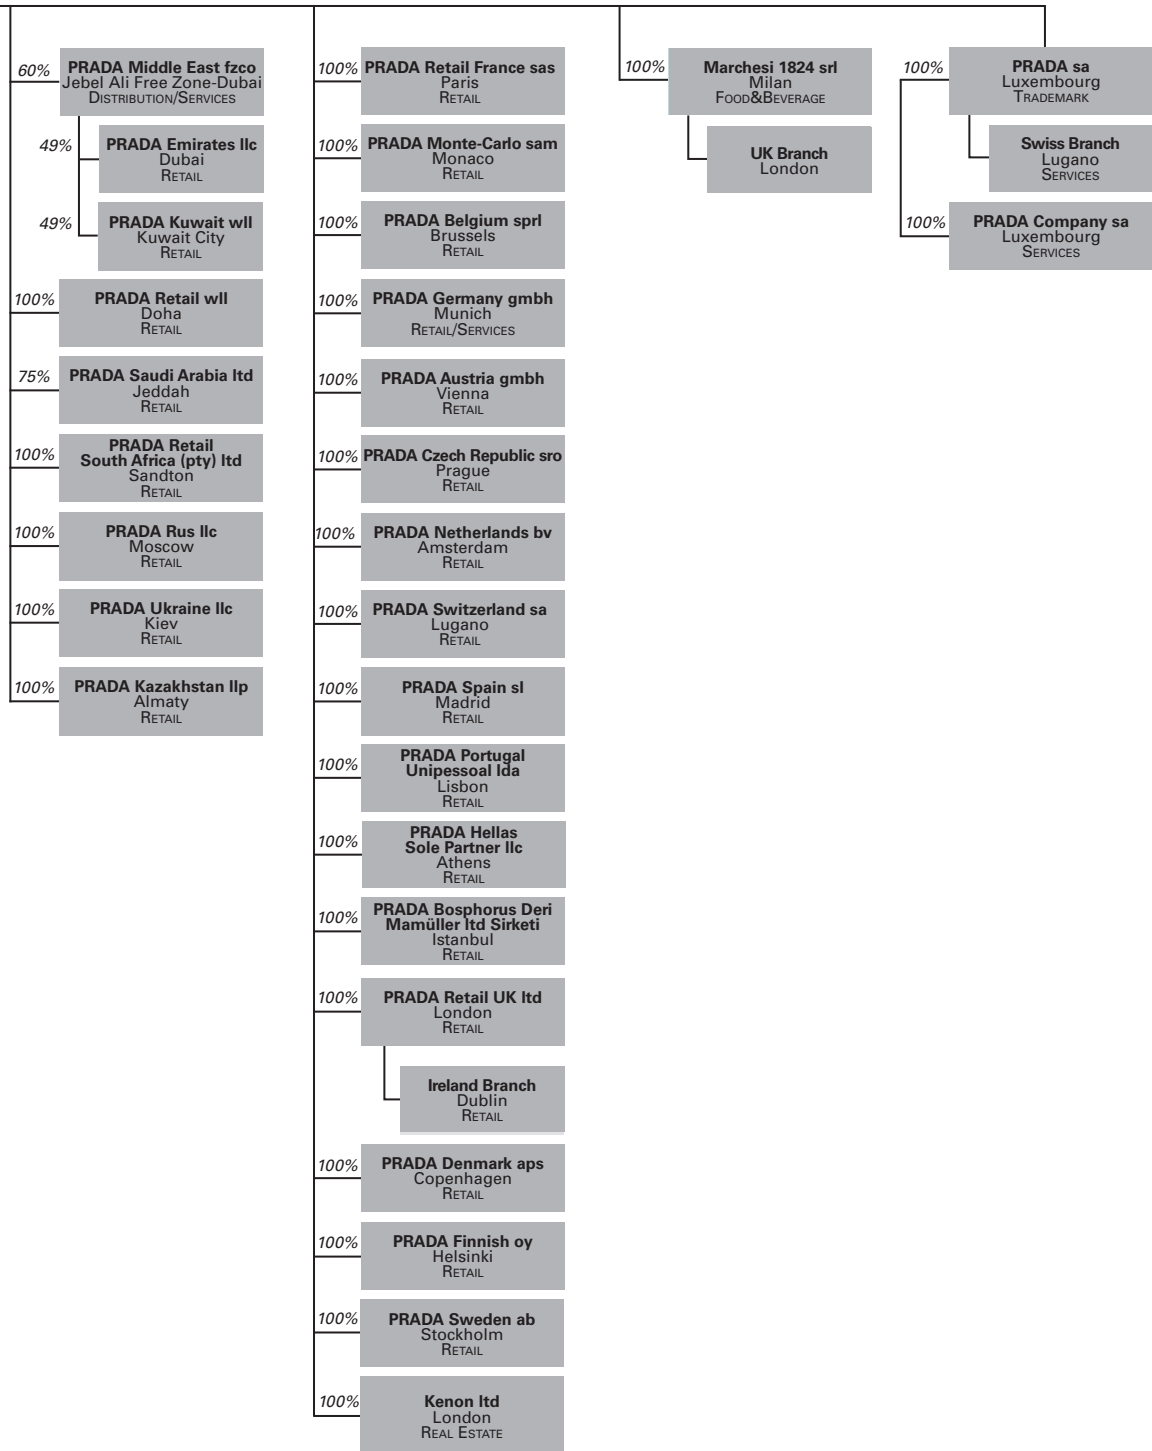 60%
PRADA Middle East fzco
Jebel Ali Free Zone-Dubai
DISTRIBUTION/SERVICES
49%
PRADA Emirates llc
Dubai
RETAIL
49%
PRADA Kuwait wll
Kuwait City
RETAIL
100%
PRADA Retail wll
Doha
RETAIL
75%
PRADA Saudi Arabia ltd
Jeddah
RETAIL
100%
PRADA Retail
South Africa (pty) ltd
Sandton
RETAIL
100%
PRADA Rus llc
Moscow
RETAIL
100%
PRADA Ukraine llc
Kiev
RETAIL
100%
PRADA Kazakhstan llp
Almaty
RETAIL
100%
PRADA Retail France sas
Paris
RETAIL
100%
PRADA Monte-Carlo sam
Monaco
RETAIL
100%
PRADA Belgium sprl
Brussels
RETAIL
100%
PRADA Germany gmbh
Munich
RETAIL/SERVICES
100%
PRADA Austria gmbh
Vienna
RETAIL
100%
PRADA Czech Republic sro
Prague
RETAIL
100%
PRADA Netherlands bv
Amsterdam
RETAIL
100%
PRADA Switzerland sa
Lugano
RETAIL
100%
PRADA Spain sl
Madrid
RETAIL
100%
PRADA Portugal
Unipessoal lda
Lisbon
RETAIL
100%
PRADA Hellas
Sole Partner llc
Athens
RETAIL
100%
PRADA Bosphorus Deri
Mamüller ltd Sirketi
Istanbul
RETAIL
100%
PRADA Retail UK ltd
London
RETAIL
Ireland Branch
Dublin
RETAIL
100%
PRADA Denmark aps
Copenhagen
RETAIL
100%
PRADA Finnish oy
Helsinki
RETAIL
100%
PRADA Sweden ab
Stockholm
RETAIL
100%
Kenon ltd
London
REAL ESTATE
100%
Marchesi 1824 srl
Milan
FOOD&BEVERAGE
UK Branch
London
100%
PRADA sa
Luxembourg
TRADEMARK
Swiss Branch
Lugano
SERVICES
100%
PRADA Company sa
Luxembourg
SERVICES